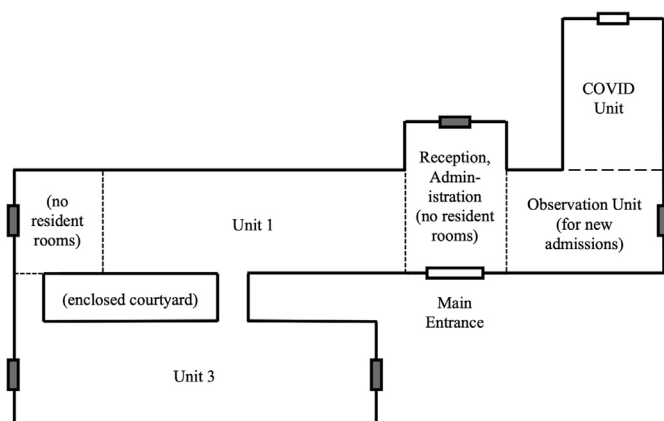 COVID
Unit
Reception,
Admin-
istration
(no resident
rooms)
(no
resident
rooms)
Unit 1
Observation Unit
(for new
admissions)
(enclosed courtyard)
Main
Entrance
Unit 3